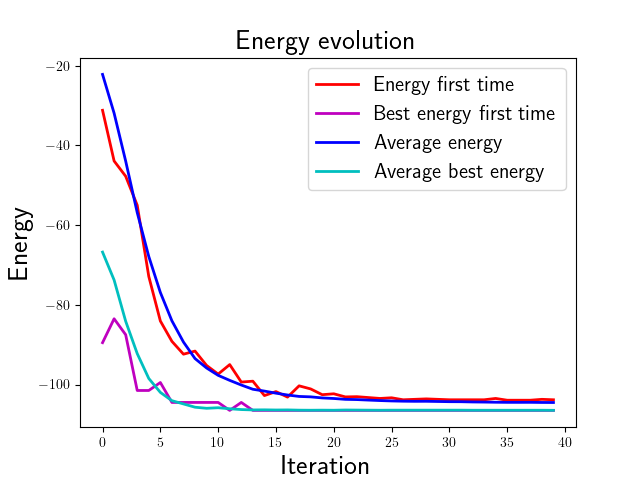 Energy evolution
Energy first time
Best energy first time
Average energy
Average best energy
−20
−40
−60
−80
−100
Energy
0 5 10 15 20 25 30 35 40
Iteration